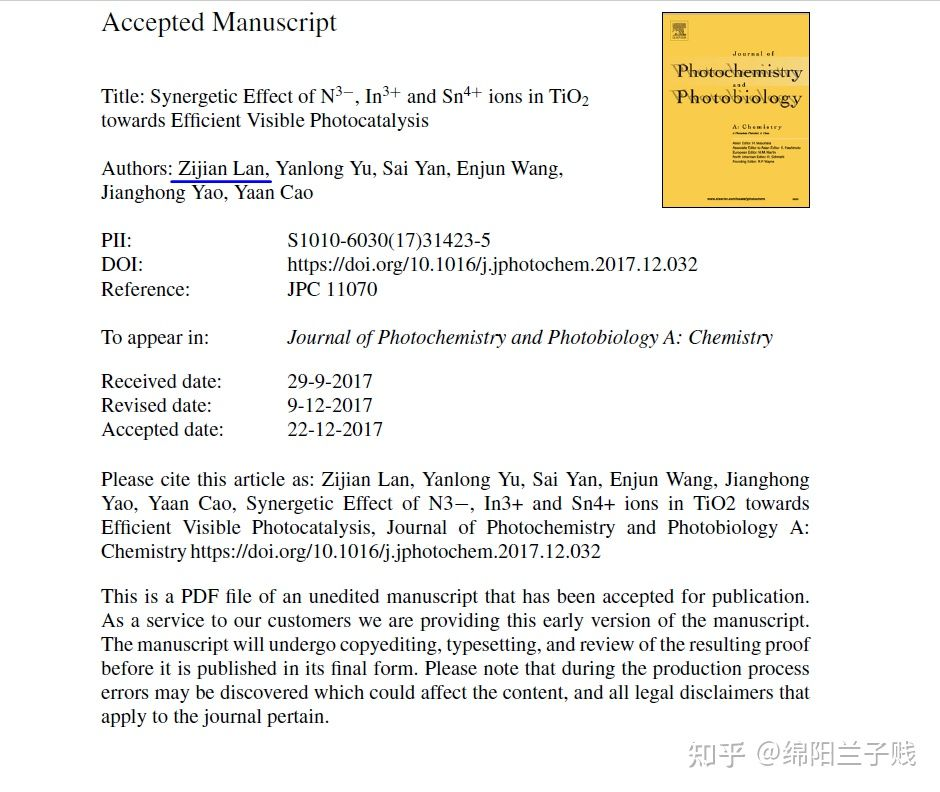 Accepted Manuscript
Title: Synergetic Effect of N³⁻, In³⁺ and Sn⁴⁺ ions in TiO₂
towards Efficient Visible Photocatalysis
Authors: Zijian Lan, Yanlong Yu, Sai Yan, Enjun Wang,
Jianghong Yao, Yaan Cao
ELSEVIER
Journal of
Photochemistry
and
Photobiology
A: Chemistry
PII: S1010-6030(17)31423-5
DOI: https://doi.org/10.1016/j.jphotochem.2017.12.032
Reference: JPC 11070
To appear in: Journal of Photochemistry and Photobiology A: Chemistry
Received date: 29-9-2017
Revised date: 9-12-2017
Accepted date: 22-12-2017
Please cite this article as: Zijian Lan, Yanlong Yu, Sai Yan, Enjun Wang, Jianghong
Yao, Yaan Cao, Synergetic Effect of N3−, In3+ and Sn4+ ions in TiO2 towards
Efficient Visible Photocatalysis, Journal of Photochemistry and Photobiology A:
Chemistry https://doi.org/10.1016/j.jphotochem.2017.12.032
This is a PDF file of an unedited manuscript that has been accepted for publication.
As a service to our customers we are providing this early version of the manuscript.
The manuscript will undergo copyediting, typesetting, and review of the resulting proof
before it is published in its final form. Please note that during the production process
errors may be discovered which could affect the content, and all legal disclaimers that
apply to the journal pertain.
知乎 @绵阳兰子贱